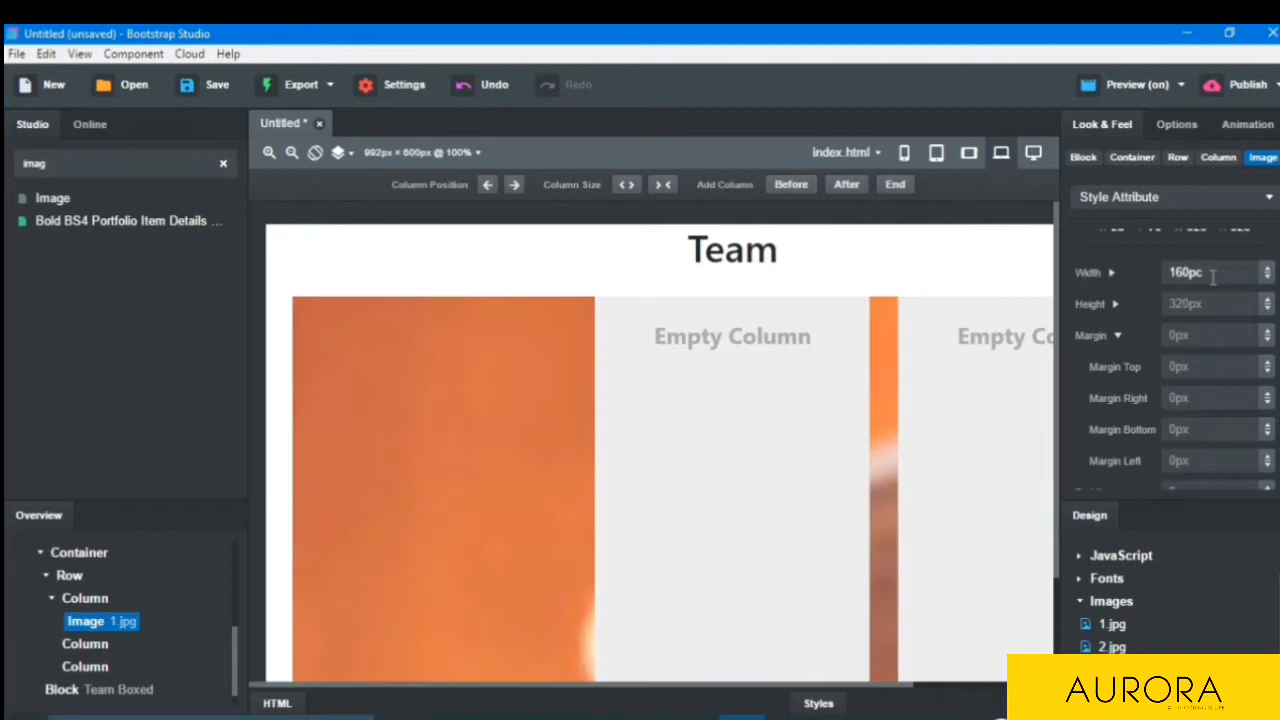 Untitled (unsaved) - Bootstrap Studio
File Edit View Component Cloud Help
New Open Save Export Settings Undo Redo Preview (on) Publish
Studio Online
Untitled *
Look & Feel Options Animation
imag
992px × 600px @ 100%
index.html
Block Container Row Column Image
Image
Bold BS4 Portfolio Item Details ...
Column Position Column Size Add Column Before After End
Style Attribute
Team
Width 160pc
Height 320px
Margin 0px
Margin Top 0px
Margin Right 0px
Margin Bottom 0px
Margin Left 0px
Empty Column
Empty Co
Overview
Container
Row
Column
Image 1.jpg
Column
Column
Block Team Boxed
Design
JavaScript
Fonts
Images
1.jpg
2.jpg
HTML
Styles
AURORA